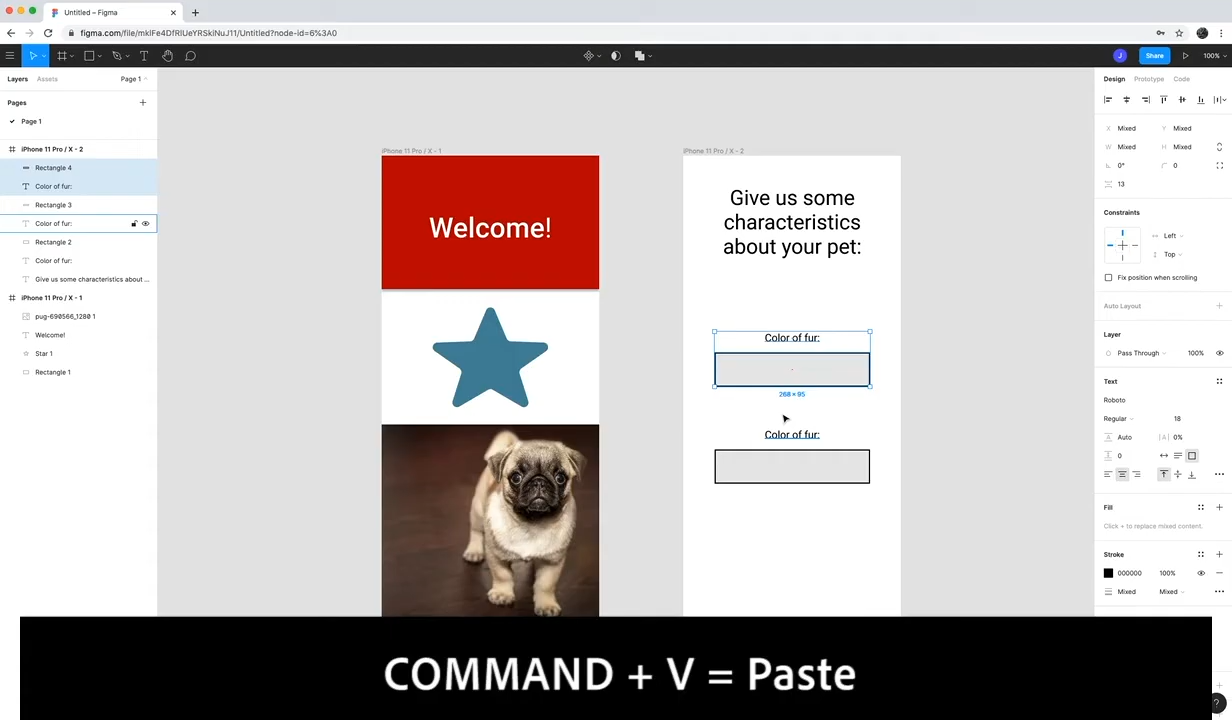 Untitled – Figma
figma.com/file/mklFe4DfRlUeYRSkiNuJ11/Untitled?node-id=6%3A0
J
Share
100%
Layers
Assets
Page 1
Pages
Page 1
iPhone 11 Pro / X - 2
Rectangle 4
Color of fur:
Rectangle 3
Color of fur:
Rectangle 2
Color of fur:
Give us some characteristics about ...
iPhone 11 Pro / X - 1
pug-690566_1280 1
Welcome!
Star 1
Rectangle 1
iPhone 11 Pro / X - 1
Welcome!
iPhone 11 Pro / X - 2
Give us some
characteristics
about your pet:
Color of fur:
268 × 95
Color of fur:
Design
Prototype
Code
X Mixed Y Mixed
W Mixed H Mixed
0° 0
13
Constraints
Left
Top
Fix position when scrolling
Auto Layout
Layer
Pass Through 100%
Text
Roboto
Regular 18
Auto |A| 0%
0
Fill
Click + to replace mixed content.
Stroke
000000 100%
Mixed Mixed
?
COMMAND + V = Paste